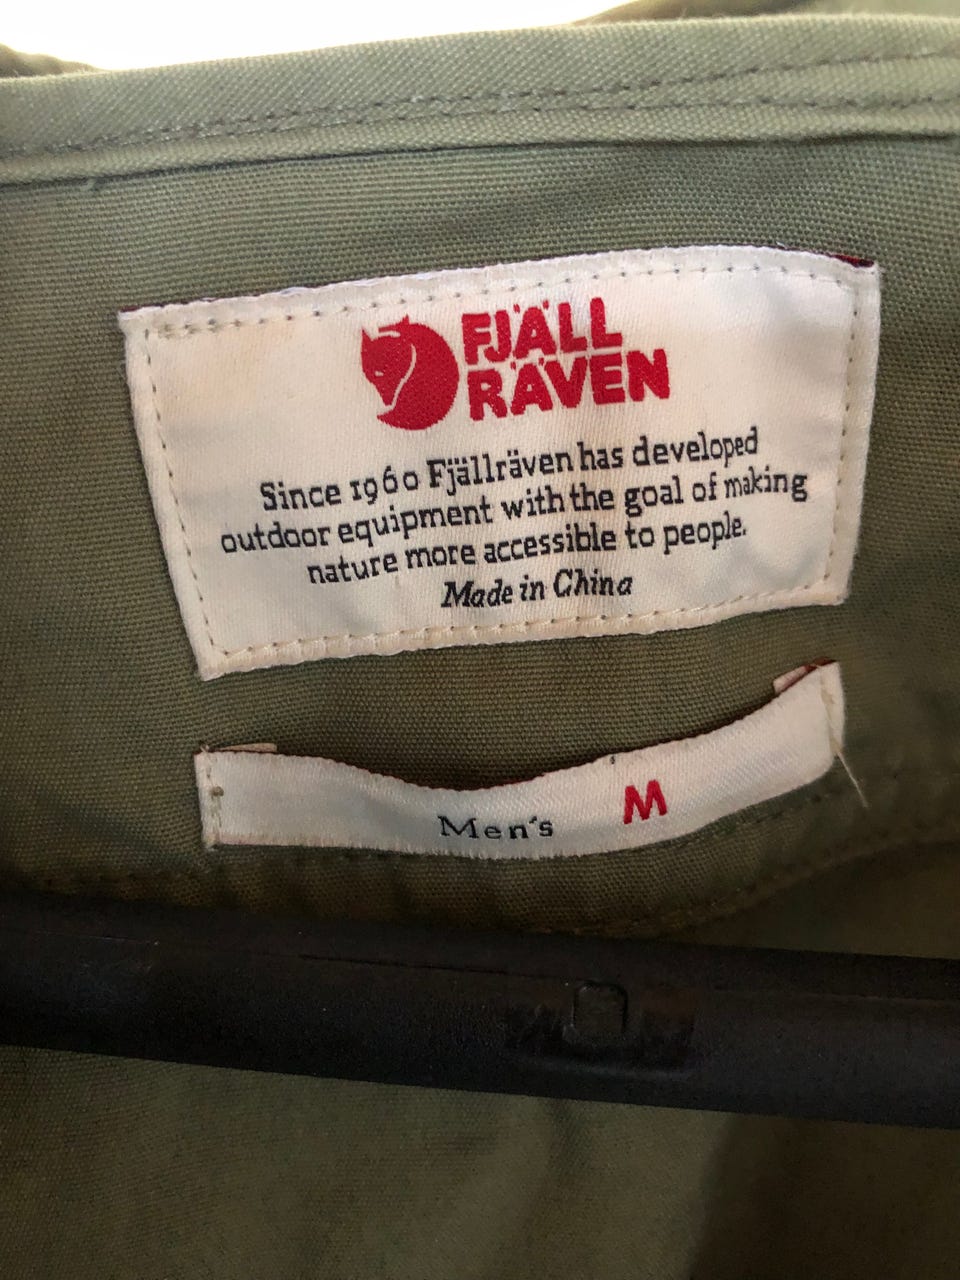 FJÄLL
RÄVEN
Since 1960 Fjällräven has developed
outdoor equipment with the goal of making
nature more accessible to people.
Made in China
Men's M